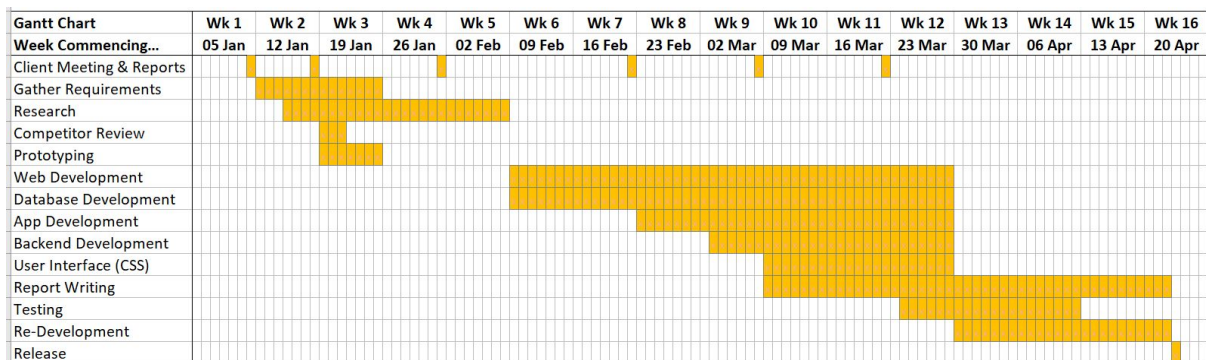 Gantt Chart Wk 1 Wk 2 Wk 3 Wk 4 Wk 5 Wk 6 Wk 7 Wk 8 Wk 9 Wk 10 Wk 11 Wk 12 Wk 13 Wk 14 Wk 15 Wk 16
Week Commencing... 05 Jan 12 Jan 19 Jan 26 Jan 02 Feb 09 Feb 16 Feb 23 Feb 02 Mar 09 Mar 16 Mar 23 Mar 30 Mar 06 Apr 13 Apr 20 Apr
Client Meeting & Reports
Gather Requirements
Research
Competitor Review
Prototyping
Web Development
Database Development
App Development
Backend Development
User Interface (CSS)
Report Writing
Testing
Re-Development
Release